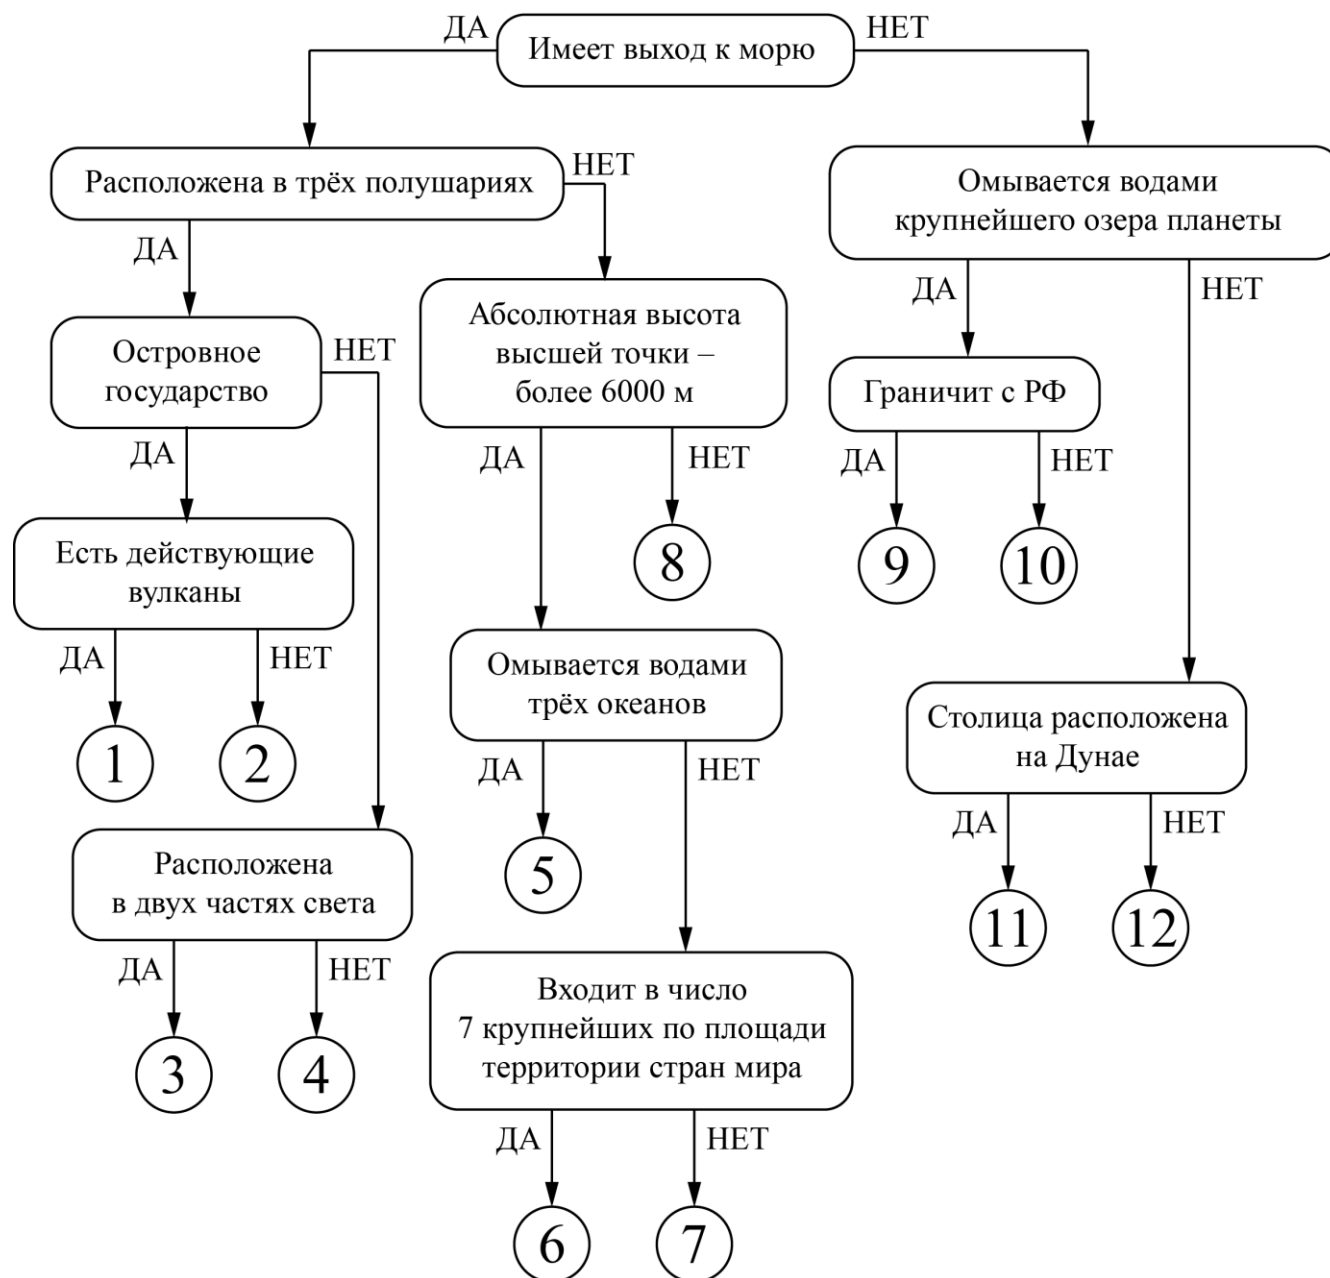 ДА
Имеет выход к морю
НЕТ
Расположена в трёх полушариях
НЕТ
Омывается водами
крупнейшего озера планеты
ДА
ДА
НЕТ
Островное
государство
НЕТ
Абсолютная высота
высшей точки –
более 6000 м
Граничит с РФ
ДА
ДА
НЕТ
ДА
НЕТ
Есть действующие
вулканы
8
9
10
ДА
НЕТ
Омывается водами
трёх океанов
Столица расположена
на Дунае
1
2
ДА
НЕТ
ДА
НЕТ
Расположена
в двух частях света
5
11
12
ДА
НЕТ
Входит в число
7 крупнейших по площади
территории стран мира
3
4
ДА
НЕТ
6
7